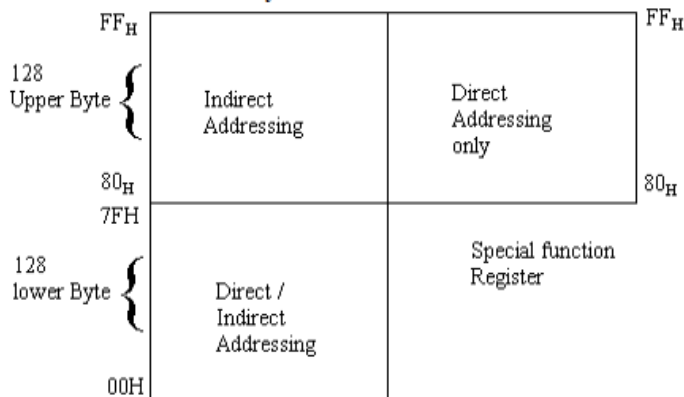 FFH
FFH
128
Upper Byte
Indirect
Addressing
Direct
Addressing
only
80H
80H
7FH
128
lower Byte
Direct /
Indirect
Addressing
Special function
Register
00H